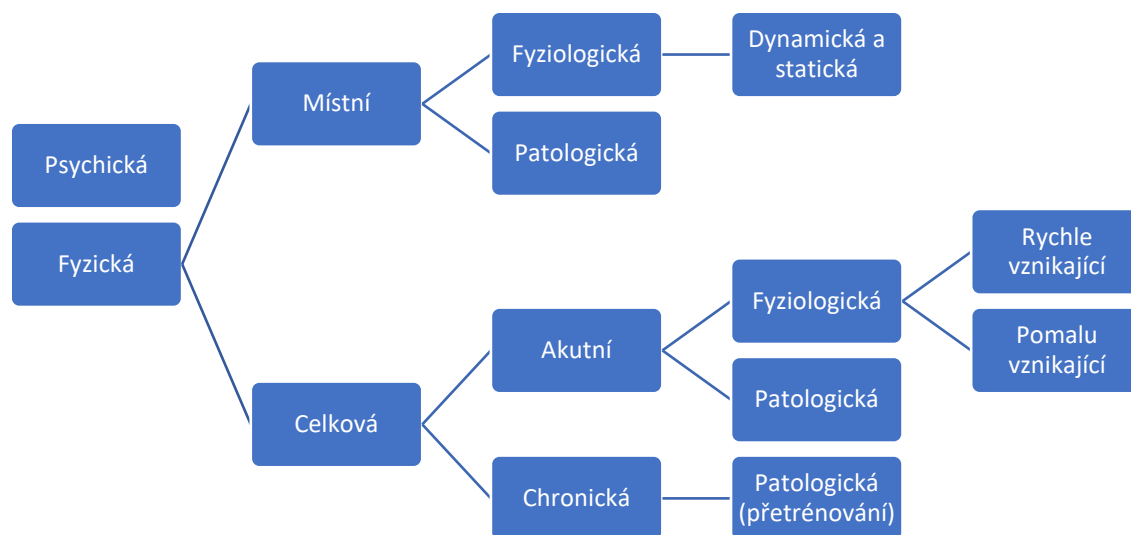 Psychická
Fyzická
Místní
Celková
Fyziologická
Patologická
Akutní
Chronická
Dynamická a
statická
Fyziologická
Patologická
Patologická
(přetrénování)
Rychle
vznikající
Pomalu
vznikající